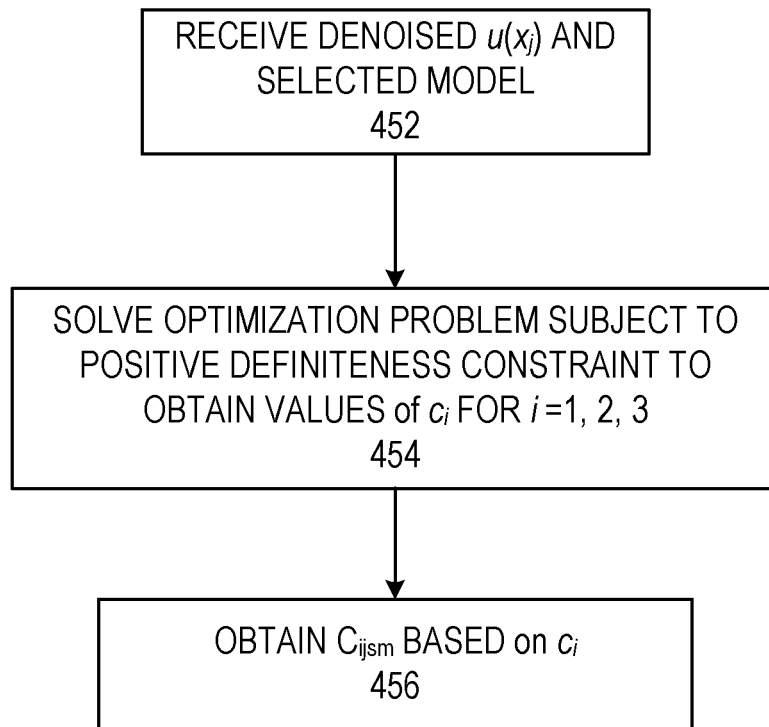 RECEIVE DENOISED u(xj) AND
SELECTED MODEL
452
SOLVE OPTIMIZATION PROBLEM SUBJECT TO
POSITIVE DEFINITENESS CONSTRAINT TO
OBTAIN VALUES of ci FOR i =1, 2, 3
454
OBTAIN Cijsm BASED on ci
456